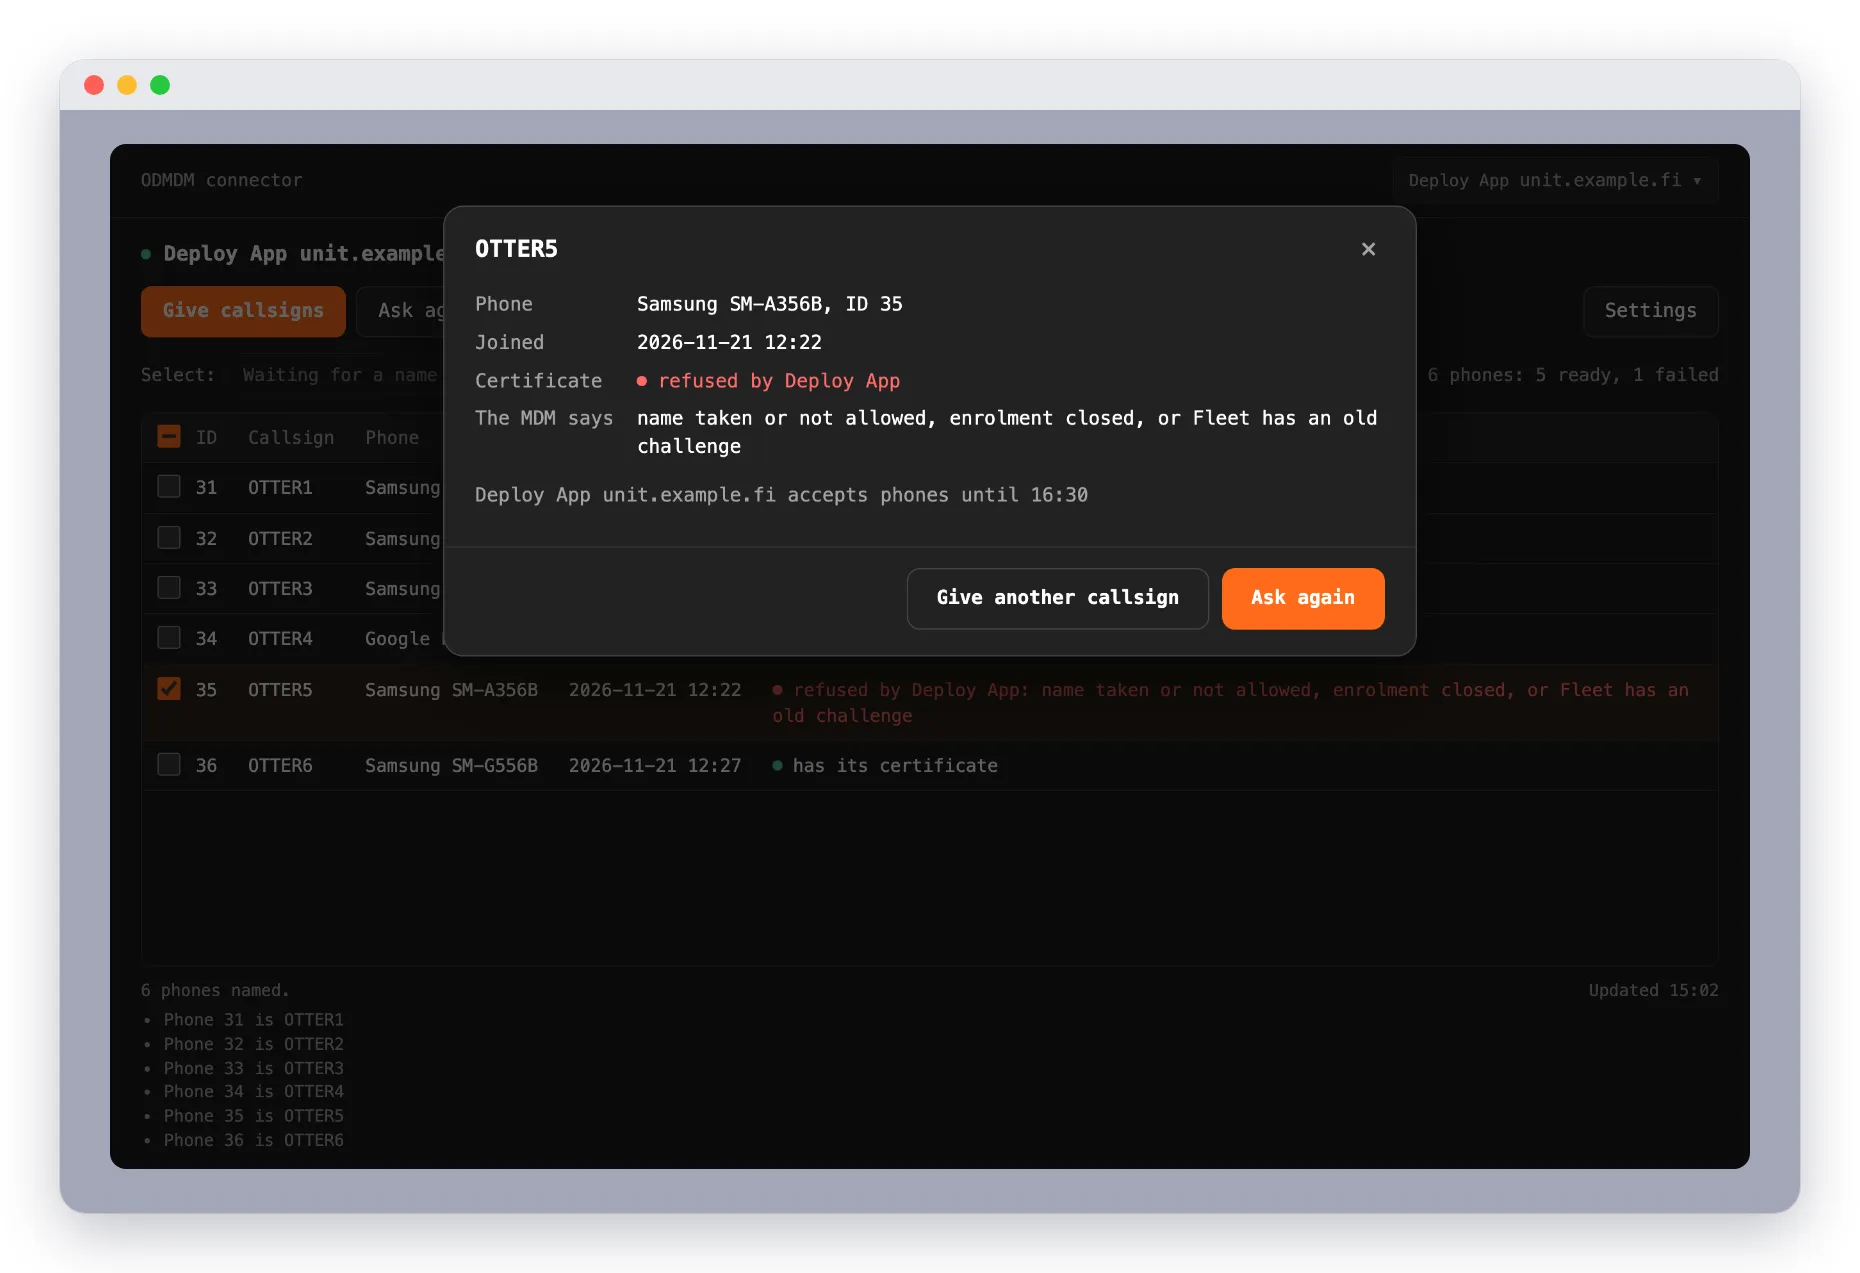 ODMDM connector
Deploy App unit.example.fi ▾
Deploy App unit.example
Give callsigns
Ask ag
Settings
Select:
Waiting for a name
6 phones: 5 ready, 1 failed
OTTER5
×
Phone
Samsung SM-A356B, ID 35
Joined
2026-11-21 12:22
Certificate
refused by Deploy App
The MDM says
name taken or not allowed, enrolment closed, or Fleet has an old
challenge
Deploy App unit.example.fi accepts phones until 16:30
Give another callsign
Ask again
ID Callsign Phone
31 OTTER1 Samsung
32 OTTER2 Samsung
33 OTTER3 Samsung
34 OTTER4 Google
35 OTTER5 Samsung SM-A356B 2026-11-21 12:22 refused by Deploy App: name taken or not allowed, enrolment closed, or Fleet has an
old challenge
36 OTTER6 Samsung SM-G556B 2026-11-21 12:27 has its certificate
6 phones named.
Updated 15:02
• Phone 31 is OTTER1
• Phone 32 is OTTER2
• Phone 33 is OTTER3
• Phone 34 is OTTER4
• Phone 35 is OTTER5
• Phone 36 is OTTER6